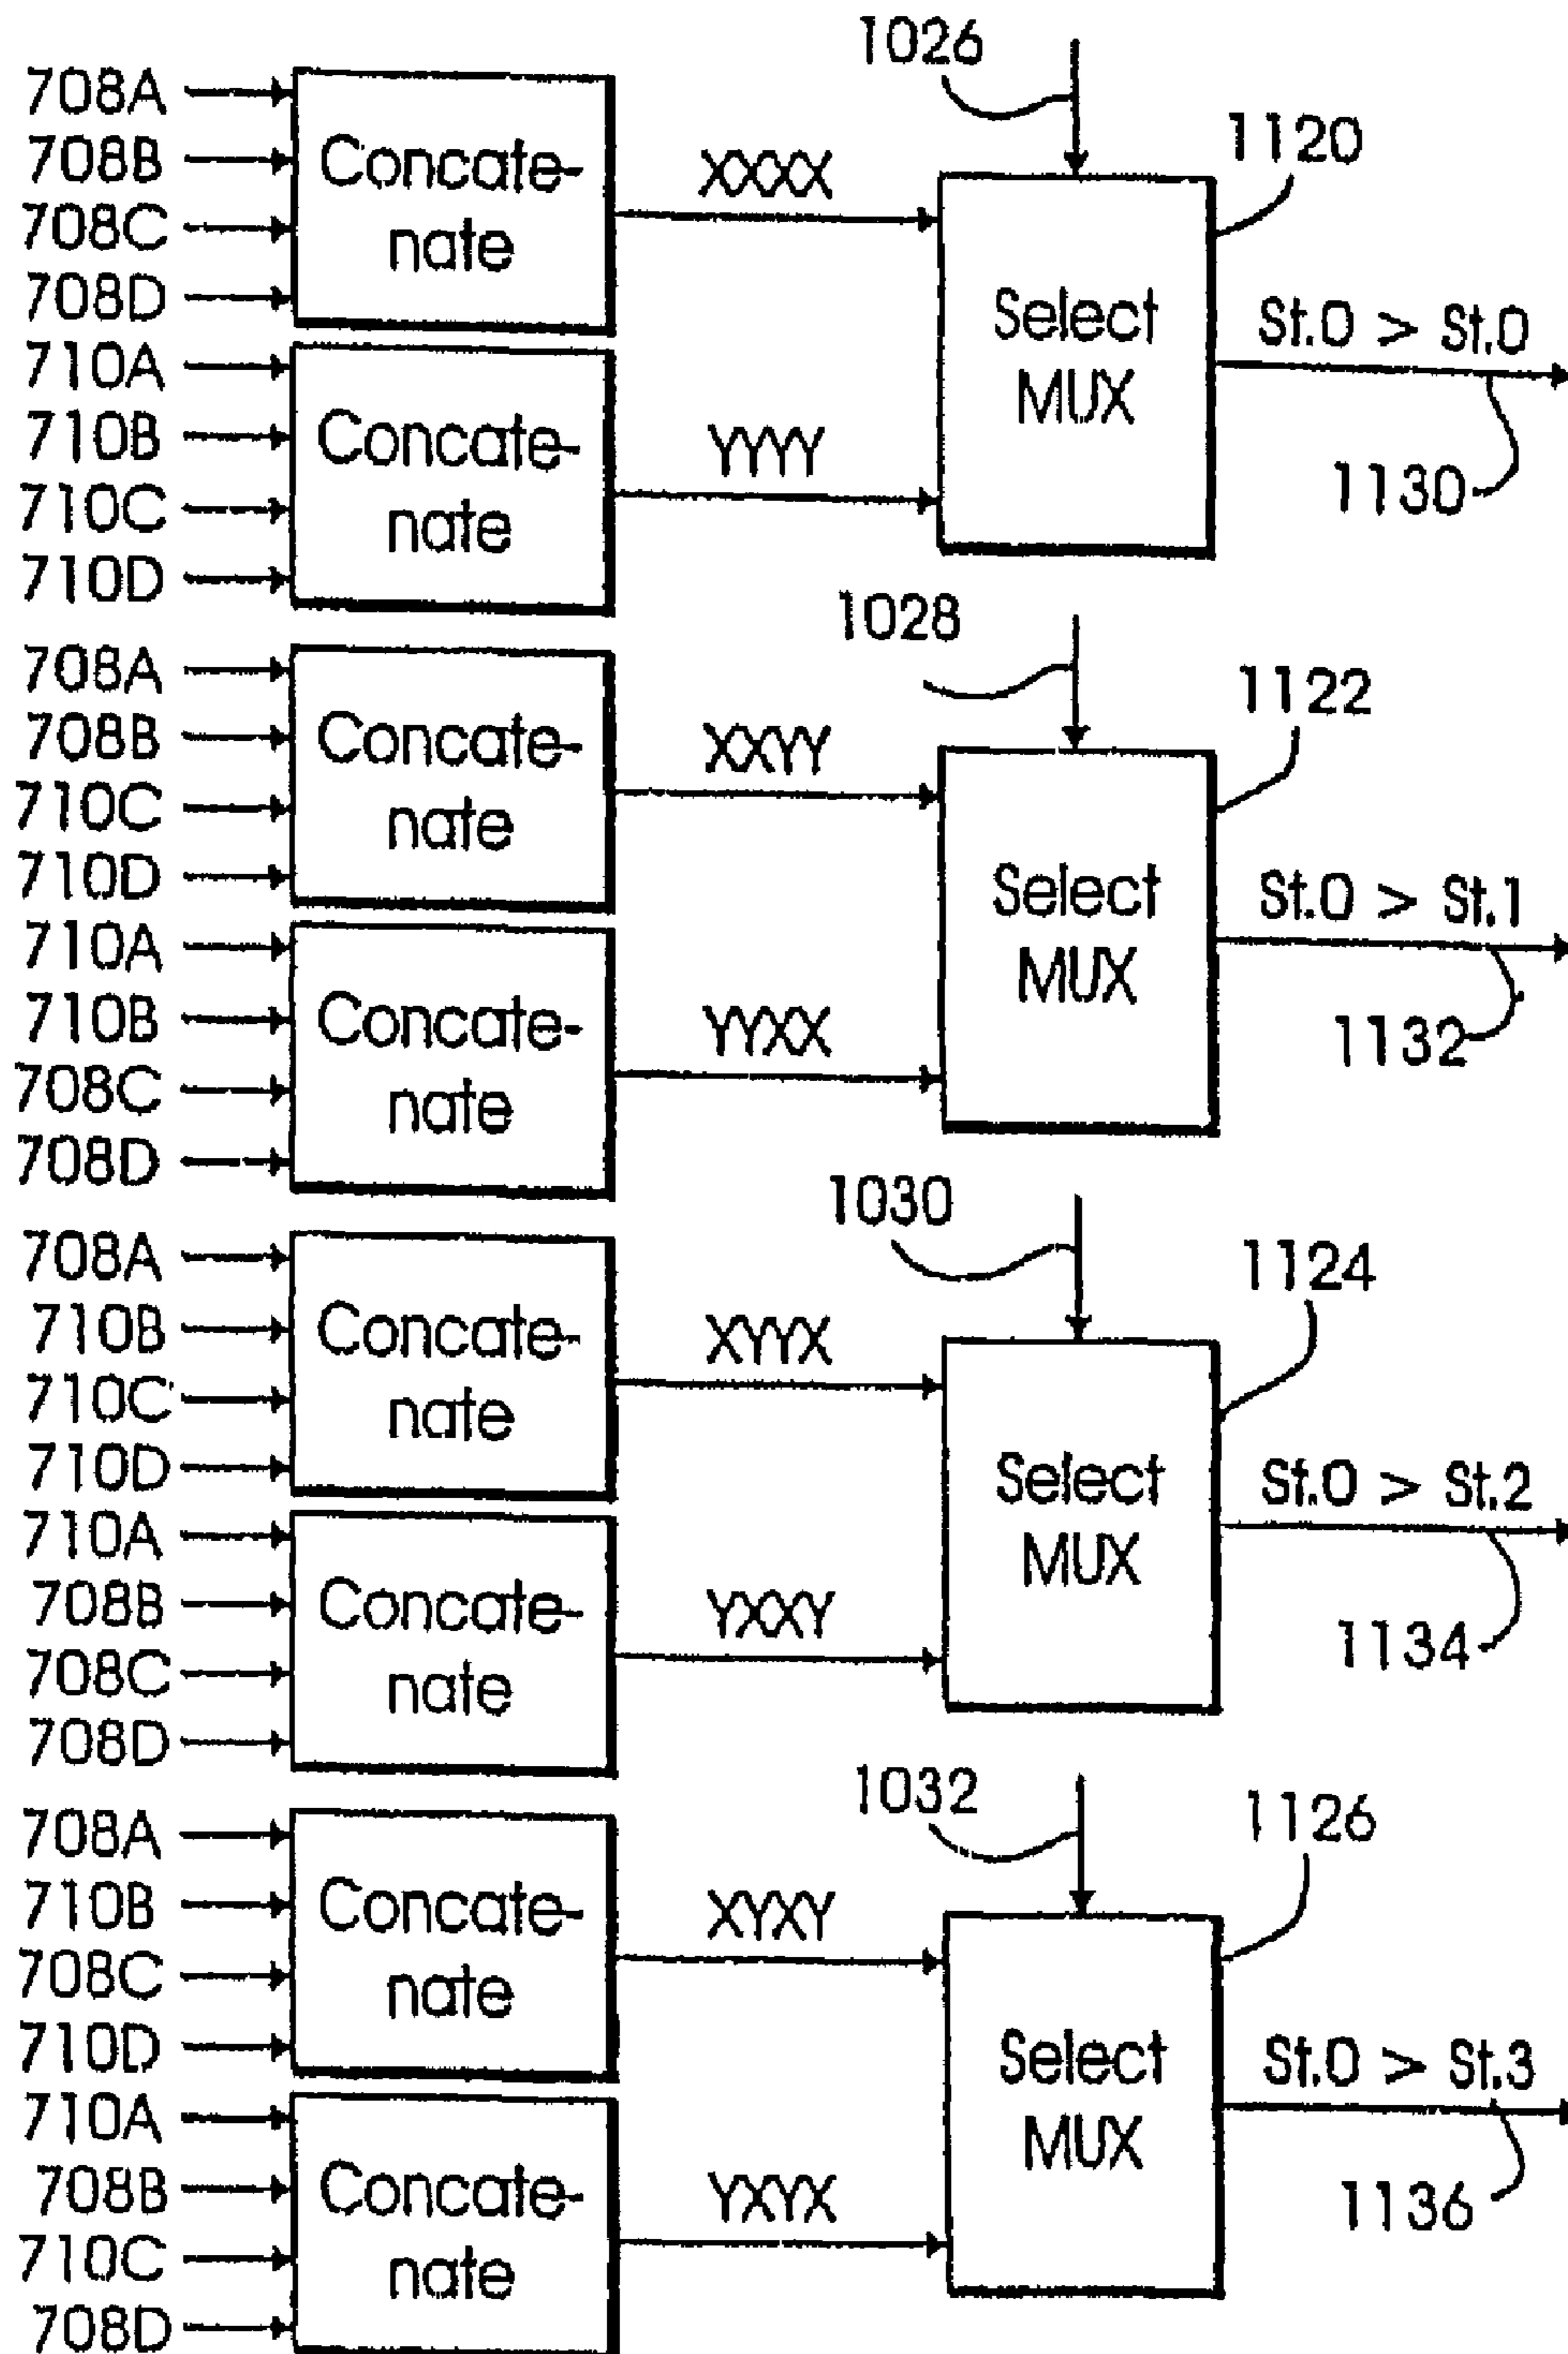 1026
708A
708B
708C
708D
Concate-
nate
XXXX
1120
Select
MUX
St.0 > St.0
1130
710A
710B
710C
710D
Concate-
nate
YYYY
1028
708A
708B
710C
710D
Concate-
nate
XXYY
1122
Select
MUX
St.0 > St.1
1132
710A
710B
708C
708D
Concate-
nate
YYXX
1030
708A
710B
710C
710D
Concate-
nate
XYYX
1124
Select
MUX
St.0 > St.2
1134
710A
708B
708C
708D
Concate-
nate
YXXY
1032
708A
710B
708C
710D
Concate-
nate
XYXY
1126
Select
MUX
St.0 > St.3
1136
710A
708B
710C
708D
Concate-
nate
YXYX